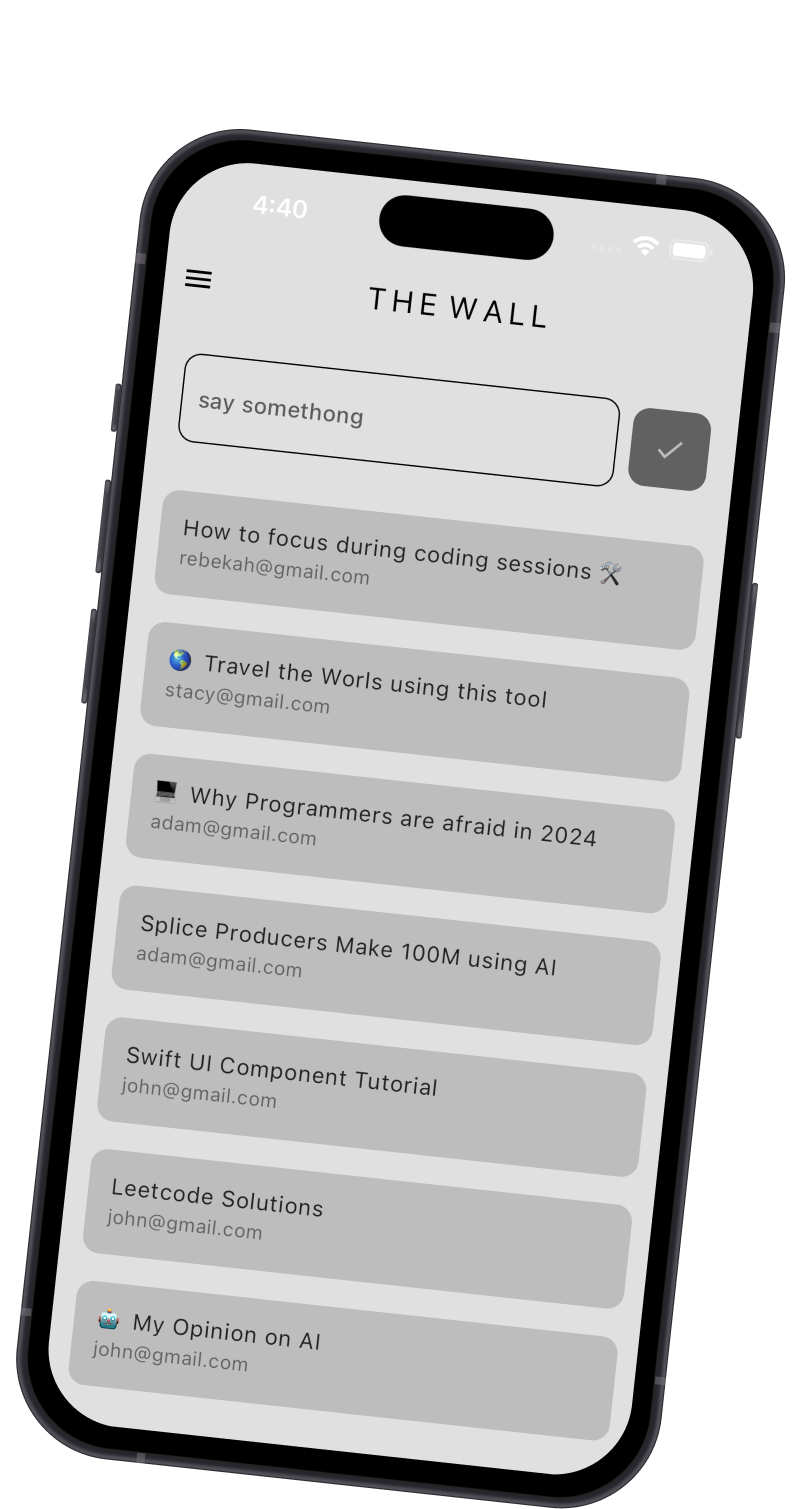 4:40
THE WALL
say somethong
How to focus during coding sessions 🛠️
rebekah@gmail.com
🌎 Travel the Worls using this tool
stacy@gmail.com
💻 Why Programmers are afraid in 2024
adam@gmail.com
Splice Producers Make 100M using AI
adam@gmail.com
Swift UI Component Tutorial
john@gmail.com
Leetcode Solutions
john@gmail.com
🤖 My Opinion on AI
john@gmail.com